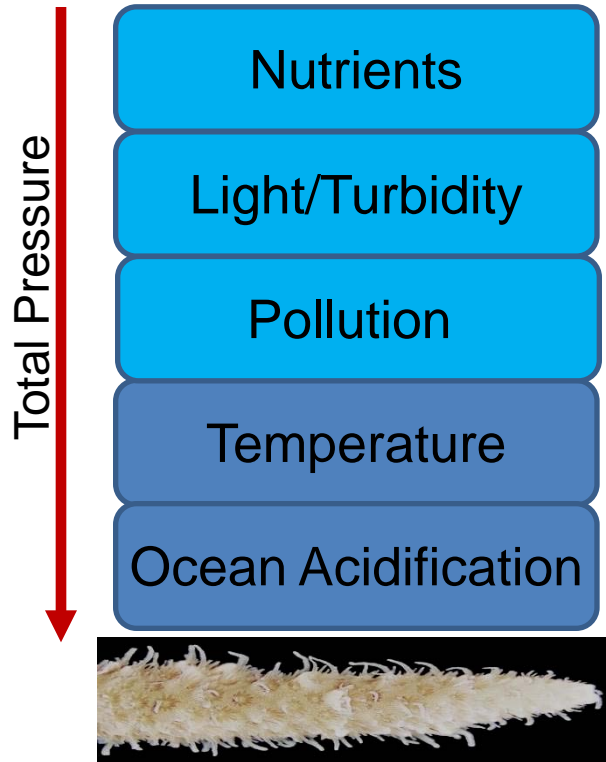 Total Pressure
Nutrients
Light/Turbidity
Pollution
Temperature
Ocean Acidification